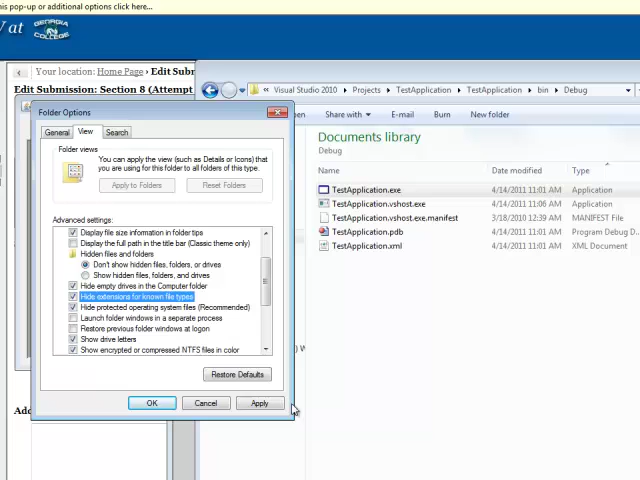 his pop-up or additional options click here...
V at GEORGIA COLLEGE
Your location: Home Page › Edit Subm
Edit Submission: Section 8 (Attempt
Visual Studio 2010 ▸ Projects ▸ TestApplication ▸ TestApplication ▸ bin ▸ Debug
Folder Options
en Share with E-mail Burn New folder
General View Search
Documents library
Debug
Folder views
You can apply the view (such as Details or Icons) that
you are using for this folder to all folders of this type.
Apply to Folders Reset Folders
Name Date modified Type
TestApplication.exe 4/14/2011 11:01 AM Application
TestApplication.vshost.exe 4/14/2011 11:06 AM Application
TestApplication.vshost.exe.manifest 3/18/2010 12:39 AM MANIFEST File
TestApplication.pdb 4/14/2011 11:01 AM Program Debug D...
TestApplication.xml 4/14/2011 11:01 AM XML Document
Advanced settings:
Display file size information in folder tips
Display the full path in the title bar (Classic theme only)
Hidden files and folders
Don't show hidden files, folders, or drives
Show hidden files, folders, and drives
Hide empty drives in the Computer folder
Hide extensions for known file types
Hide protected operating system files (Recommended)
Launch folder windows in a separate process
Restore previous folder windows at logon
Show drive letters
Show encrypted or compressed NTFS files in color
) W
Restore Defaults
OK Cancel Apply
Add